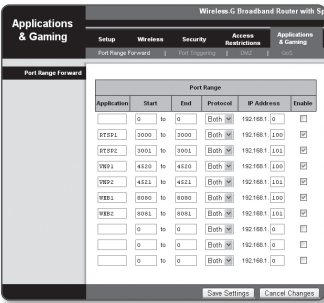 Wireless-G Broadband Router with Sp
Applications & Gaming
Setup Wireless Security Access Restrictions Applications & Gaming
Port Range Forward | Port Triggering | DMZ | QoS
Port Range Forward
Port Range
Application Start End Protocol IP Address Enable
0 to 0 Both 192.168.1. 0
RTSP1 3000 to 3000 Both 192.168.1. 100
RTSP2 3001 to 3001 Both 192.168.1. 101
VNP1 4520 to 4520 Both 192.168.1. 100
VNP2 4521 to 4521 Both 192.168.1. 101
WEB1 8080 to 8080 Both 192.168.1. 100
WEB2 8081 to 8081 Both 192.168.1. 101
0 to 0 Both 192.168.1. 0
0 to 0 Both 192.168.1. 0
0 to 0 Both 192.168.1. 0
Save Settings Cancel Changes